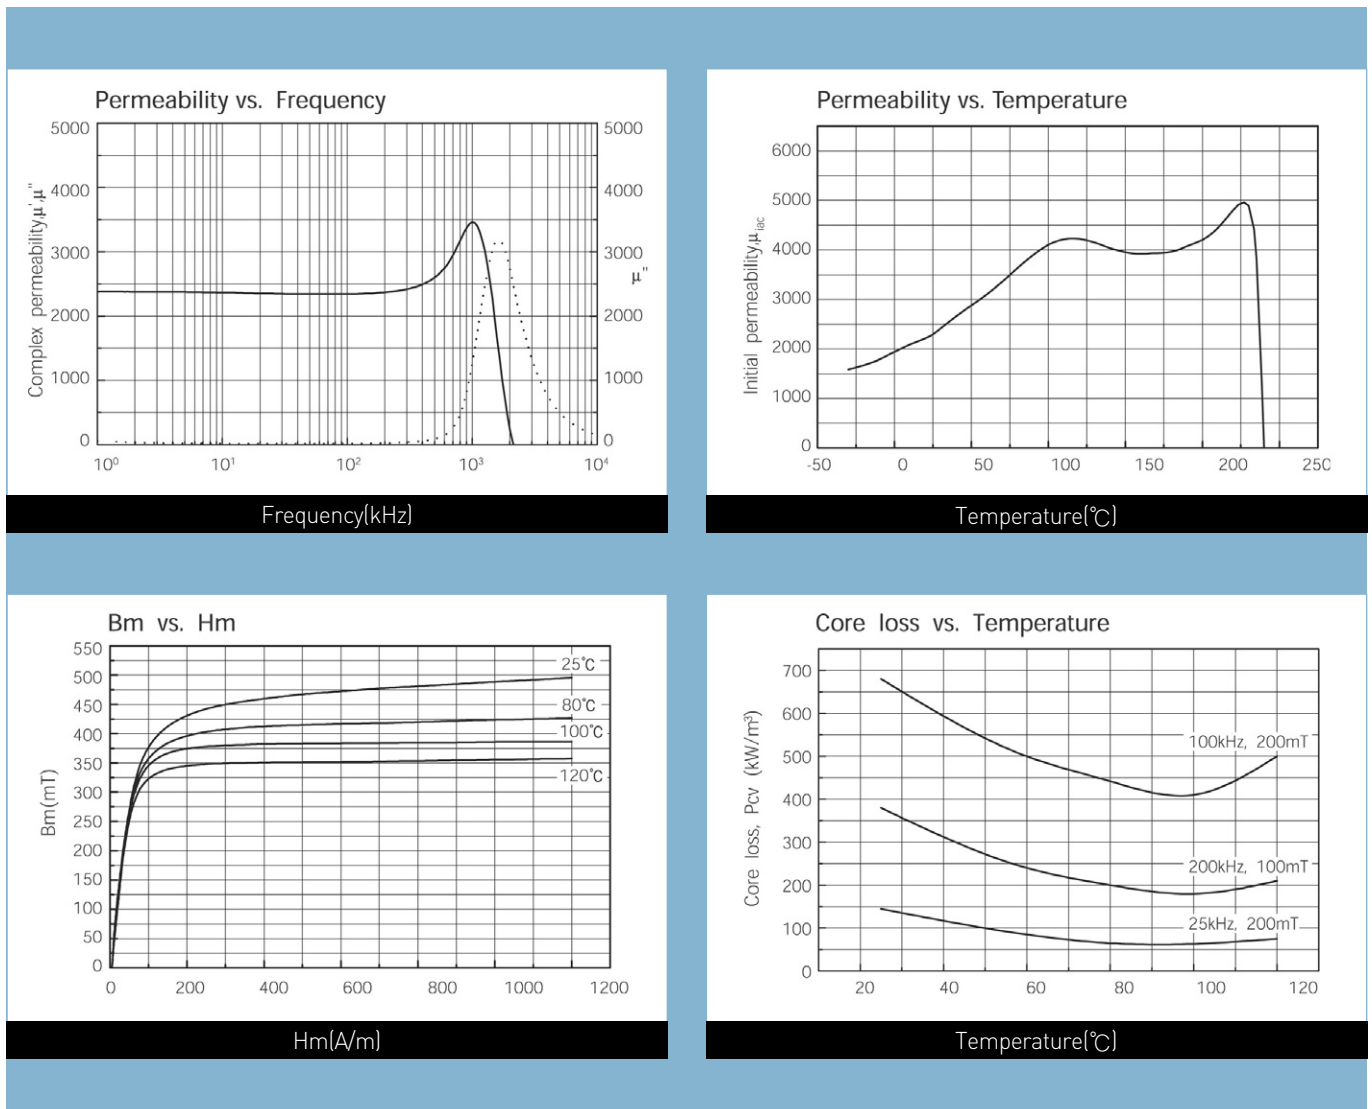 Permeability vs. Frequency
5000
4000
3000
2000
1000
0
Complex permeability,μ',μ"
5000
4000
3000
μ"
2000
1000
0
10⁰ 10¹ 10² 10³ 10⁴
Frequency(kHz)
Permeability vs. Temperature
6000
5000
4000
3000
2000
1000
0
Initial permeability,μiac
-50 0 50 100 150 200 250
Temperature(℃)
Bm vs. Hm
550
500
450
400
350
300
250
200
150
100
50
0
Bm(mT)
25℃
80℃
100℃
120℃
0 200 400 600 800 1000 1200
Hm(A/m)
Core loss vs. Temperature
700
600
500
400
300
200
100
0
Core loss, Pcv (kW/m³)
100kHz, 200mT
200kHz, 100mT
25kHz, 200mT
20 40 60 80 100 120
Temperature(℃)